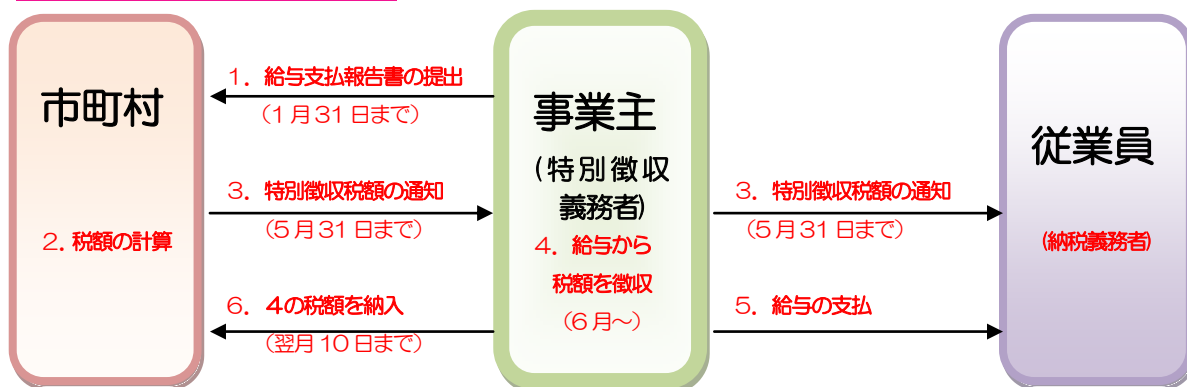 市町村
2．税額の計算
1．給与支払報告書の提出
（1月31日まで）
3．特別徴収税額の通知
（5月31日まで）
6．4の税額を納入
（翌月10日まで）
事業主
（特別徴収
義務者）
4．給与から
税額を徴収
（6月～）
3．特別徴収税額の通知
（5月31日まで）
5．給与の支払
従業員
（納税義務者）